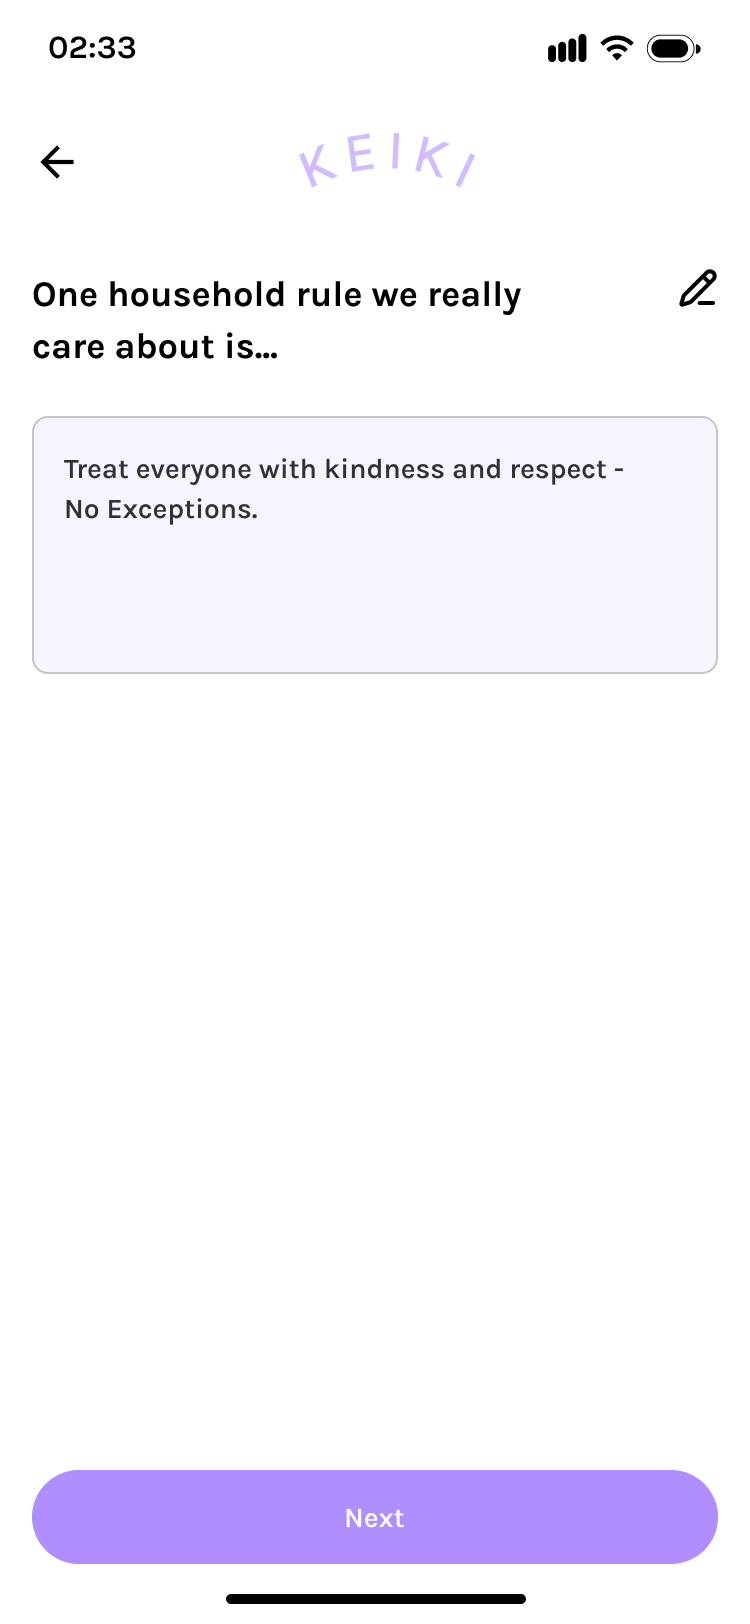 02:33
KEIKI
One household rule we really
care about is...
Treat everyone with kindness and respect -
No Exceptions.
Next